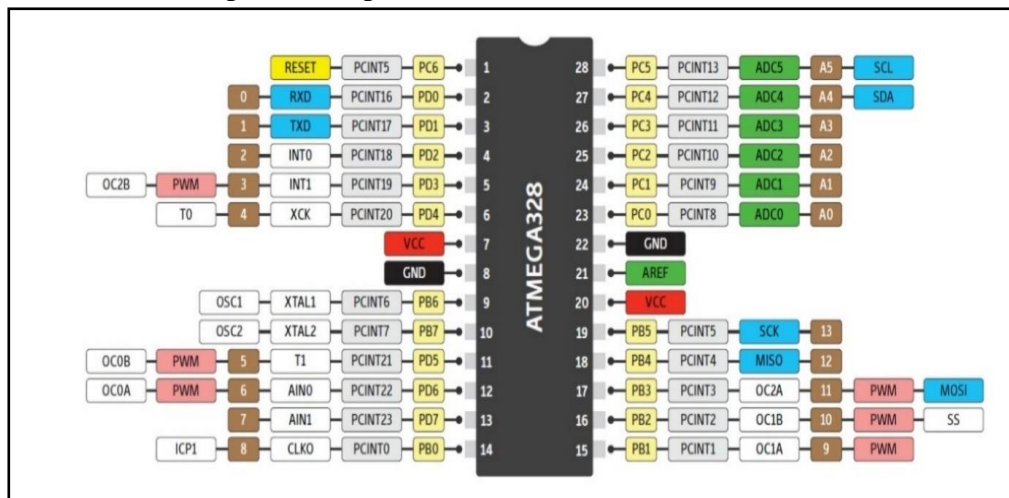 RESET PCINT5 PC6 1 28 PC5 PCINT13 ADC5 A5 SCL
0 RXD PCINT16 PD0 2 27 PC4 PCINT12 ADC4 A4 SDA
1 TXD PCINT17 PD1 3 26 PC3 PCINT11 ADC3 A3
2 INT0 PCINT18 PD2 4 25 PC2 PCINT10 ADC2 A2
OC2B PWM 3 INT1 PCINT19 PD3 5 24 PC1 PCINT9 ADC1 A1
T0 4 XCK PCINT20 PD4 6 23 PC0 PCINT8 ADC0 A0
VCC 7 22 GND
GND 8 21 AREF
OSC1 XTAL1 PCINT6 PB6 9 20 VCC
OSC2 XTAL2 PCINT7 PB7 10 19 PB5 PCINT5 SCK 13
OC0B PWM 5 T1 PCINT21 PD5 11 18 PB4 PCINT4 MISO 12
OC0A PWM 6 AIN0 PCINT22 PD6 12 17 PB3 PCINT3 OC2A 11 PWM MOSI
7 AIN1 PCINT23 PD7 13 16 PB2 PCINT2 OC1B 10 PWM SS
ICP1 8 CLKO PCINT0 PB0 14 15 PB1 PCINT1 OC1A 9 PWM
ATMEGA328